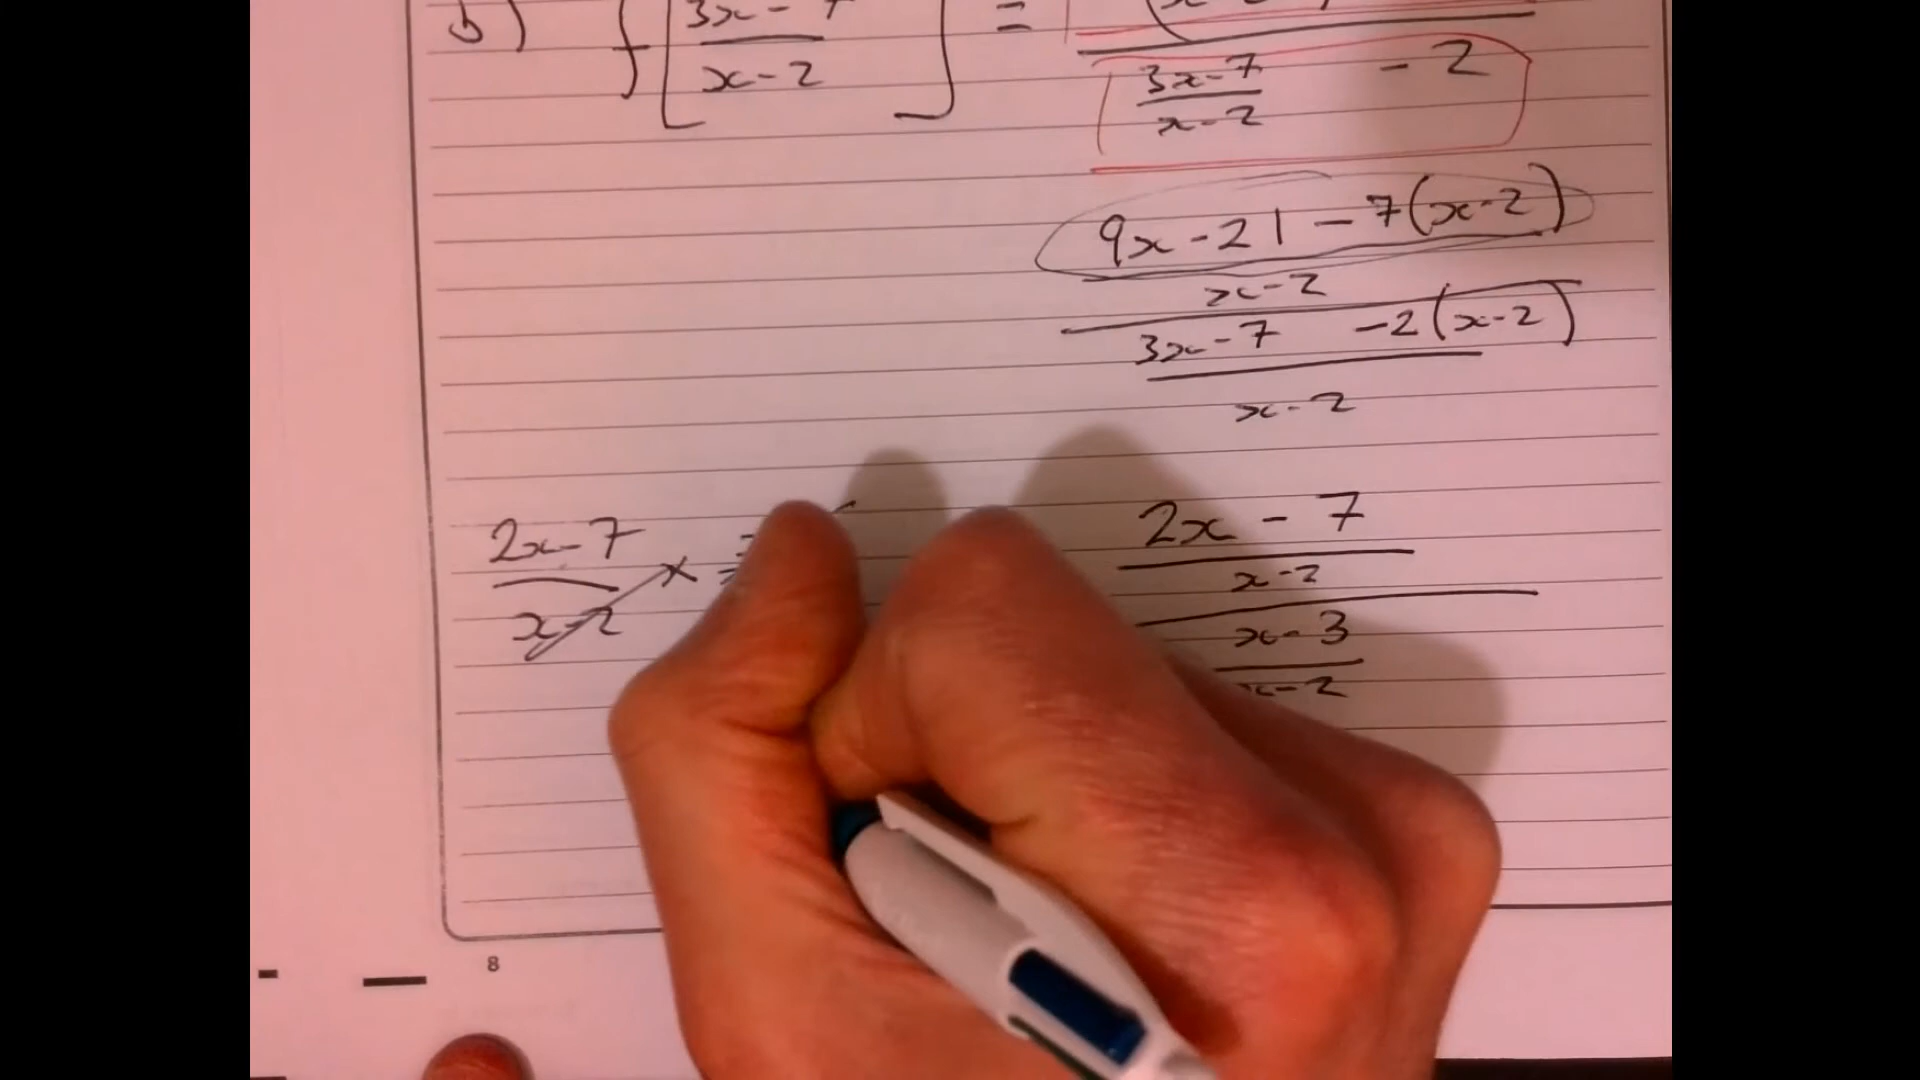 b) f[3x-7 =
x-2 ]
3x-7 - 2
x-2
9x-21 - 7(x-2)
x-2
3x-7 -2(x-2)
x-2
2x - 7
x-2
x-3
x-2
2x-7 ×
x-2
8